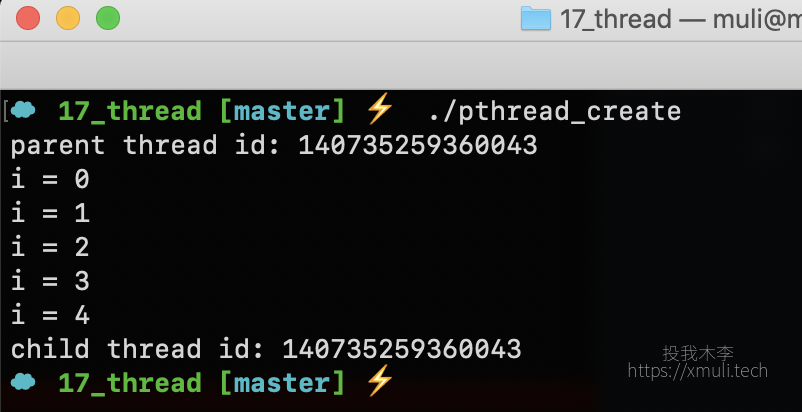 17_thread — muli@m
17_thread [master] ⚡ ./pthread_create
parent thread id: 140735259360043
i = 0
i = 1
i = 2
i = 3
i = 4
child thread id: 140735259360043
17_thread [master] ⚡
投我木李
https://xmuli.tech